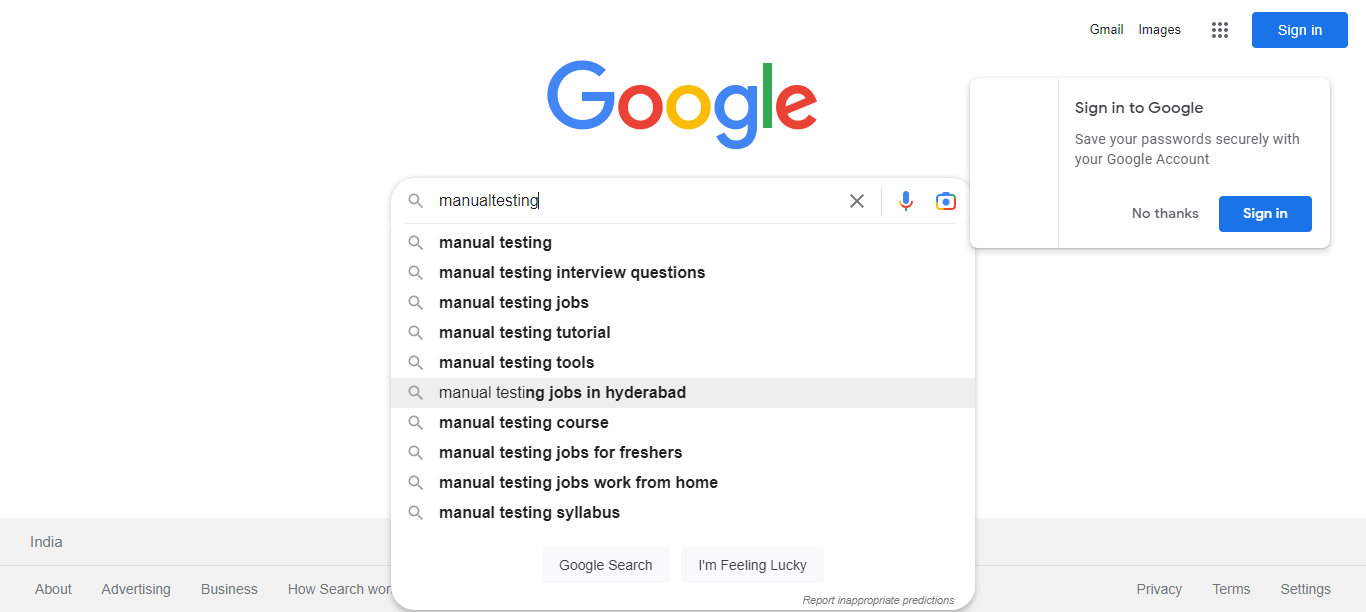 Gmail Images Sign in
Google
Sign in to Google
Save your passwords securely with
your Google Account
No thanks Sign in
manualtesting
manual testing
manual testing interview questions
manual testing jobs
manual testing tutorial
manual testing tools
manual testing jobs in hyderabad
manual testing course
manual testing jobs for freshers
manual testing jobs work from home
manual testing syllabus
Google Search I'm Feeling Lucky
Report inappropriate predictions
India
About Advertising Business How Search wor
Privacy Terms Settings